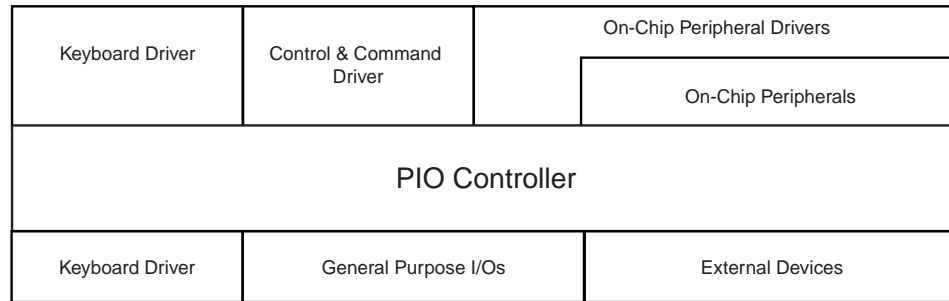 Keyboard Driver
Control & Command
Driver
On-Chip Peripheral Drivers
On-Chip Peripherals
PIO Controller
Keyboard Driver
General Purpose I/Os
External Devices